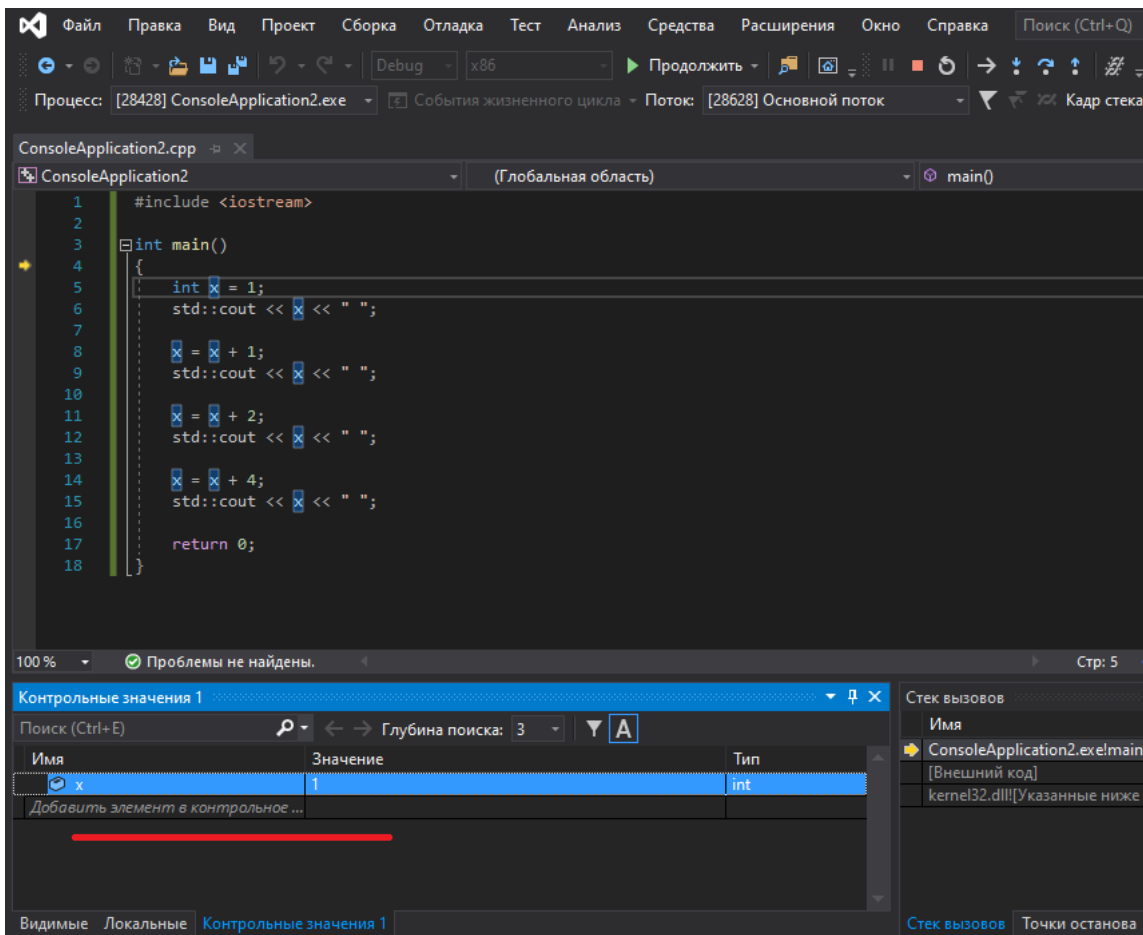 Файл Правка Вид Проект Сборка Отладка Тест Анализ Средства Расширения Окно Справка Поиск (Ctrl+Q)
Debug x86 Продолжить
Процесс: [28428] ConsoleApplication2.exe События жизненного цикла Поток: [28628] Основной поток Кадр стека
ConsoleApplication2.cpp
ConsoleApplication2 (Глобальная область) main()
1 #include <iostream>
2
3 int main()
4 {
5 int x = 1;
6 std::cout << x << " ";
7
8 x = x + 1;
9 std::cout << x << " ";
10
11 x = x + 2;
12 std::cout << x << " ";
13
14 x = x + 4;
15 std::cout << x << " ";
16
17 return 0;
18 }
100 % Проблемы не найдены. Стр: 5
Контрольные значения 1 Стек вызовов
Поиск (Ctrl+E) Глубина поиска: 3 A Имя
Имя Значение Тип ConsoleApplication2.exe!main
x 1 int [Внешний код]
Добавить элемент в контрольное ... kernel32.dll![Указанные ниже
Видимые Локальные Контрольные значения 1 Стек вызовов Точки останова